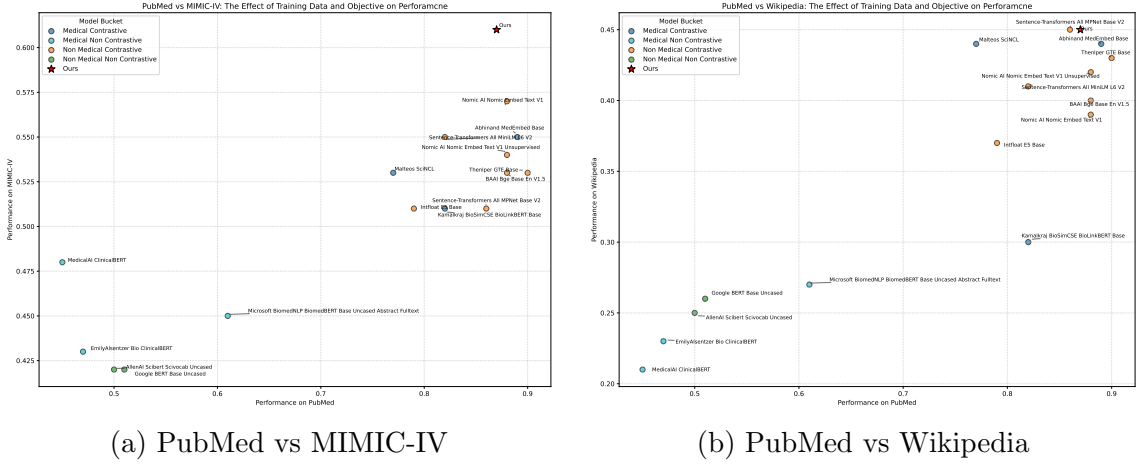 PubMed vs MIMIC-IV: The Effect of Training Data and Objective on Perforamcne
Model Bucket
Medical Contrastive
Medical Non Contrastive
Non Medical Contrastive
Non Medical Non Contrastive
Ours
Ours
Nomic AI Nomic Embed Text V1
Abhinand MedEmbed Base
Sentence-Transformers All MiniLM L6 V2
Nomic AI Nomic Embed Text V1 Unsupervised
Malteos SciNCL
Thenlper GTE Base
BAAI Bge Base En V1.5
Sentence-Transformers All MPNet Base V2
Intfloat E5 Base
Kamalkraj BioSimCSE BioLinkBERT Base
MedicalAI ClinicalBERT
Microsoft BiomedNLP BiomedBERT Base Uncased Abstract Fulltext
EmilyAlsentzer Bio ClinicalBERT
AllenAI Scibert Scivocab Uncased
Google BERT Base Uncased
0.600
0.575
0.550
0.525
0.500
0.475
0.450
0.425
Performance on MIMIC-IV
0.5 0.6 0.7 0.8 0.9
Performance on PubMed
(a) PubMed vs MIMIC-IV
PubMed vs Wikipedia: The Effect of Training Data and Objective on Perforamcne
Model Bucket
Medical Contrastive
Medical Non Contrastive
Non Medical Contrastive
Non Medical Non Contrastive
Ours
Sentence-Transformers All MPNet Base V2
Ours
Malteos SciNCL
Abhinand MedEmbed Base
Thenlper GTE Base
Nomic AI Nomic Embed Text V1 Unsupervised
Sentence-Transformers All MiniLM L6 V2
BAAI Bge Base En V1.5
Nomic AI Nomic Embed Text V1
Intfloat E5 Base
Kamalkraj BioSimCSE BioLinkBERT Base
Microsoft BiomedNLP BiomedBERT Base Uncased Abstract Fulltext
Google BERT Base Uncased
AllenAI Scibert Scivocab Uncased
EmilyAlsentzer Bio ClinicalBERT
MedicalAI ClinicalBERT
0.45
0.40
0.35
0.30
0.25
0.20
Performance on Wikipedia
0.5 0.6 0.7 0.8 0.9
Performance on PubMed
(b) PubMed vs Wikipedia